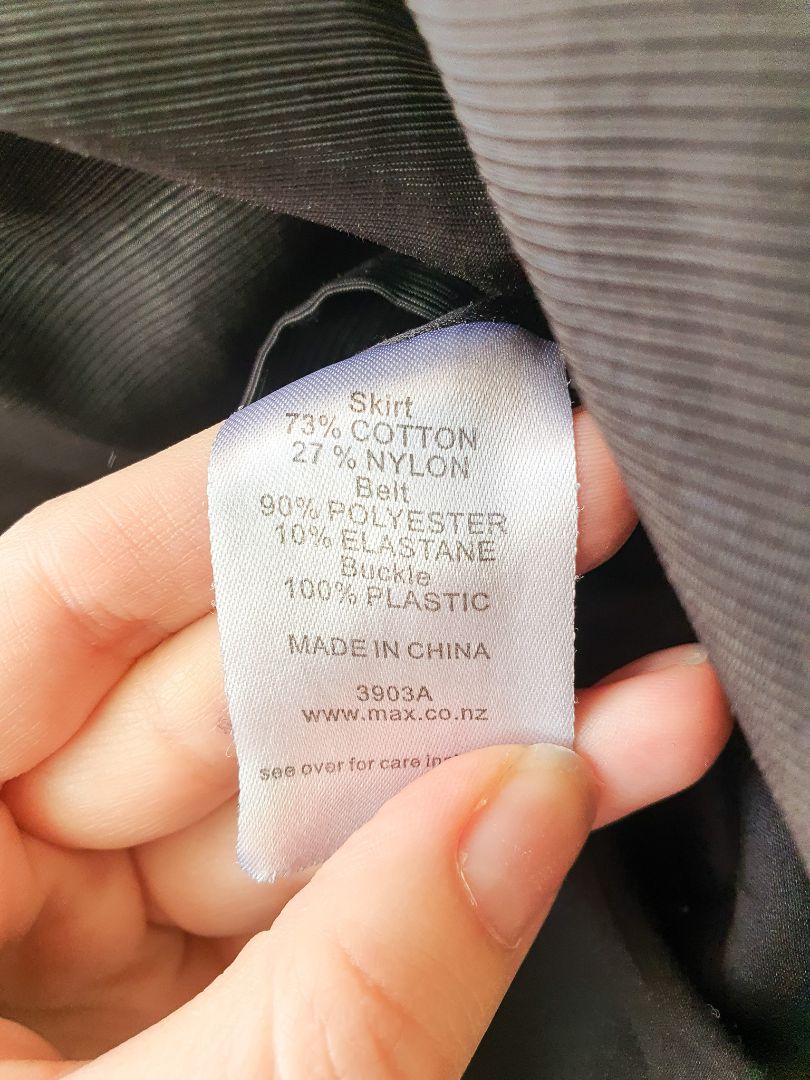 Skirt
73% COTTON
27 % NYLON
Belt
90% POLYESTER
10% ELASTANE
Buckle
100% PLASTIC
MADE IN CHINA
3903A
www.max.co.nz
see over for care